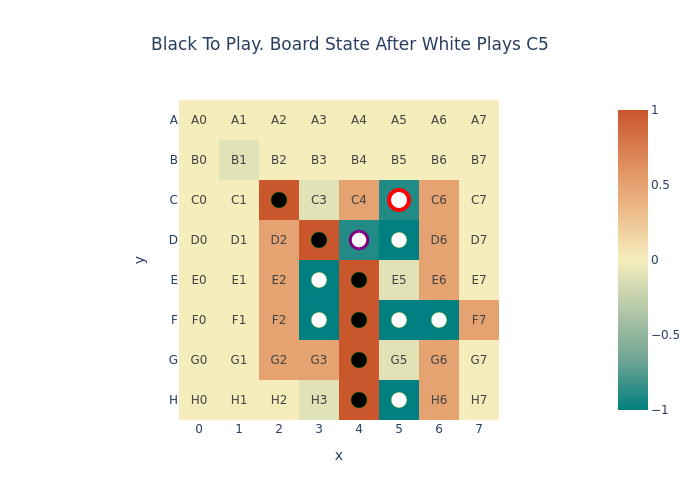 Black To Play. Board State After White Plays C5
A A0 A1 A2 A3 A4 A5 A6 A7
B B0 B1 B2 B3 B4 B5 B6 B7
C C0 C1 C3 C4 C6 C7
D D0 D1 D2 D6 D7
E E0 E1 E2 E5 E6 E7
F F0 F1 F2 F7
G G0 G1 G2 G3 G5 G6 G7
H H0 H1 H2 H3 H6 H7
0 1 2 3 4 5 6 7
x
y
1
0.5
0
−0.5
−1